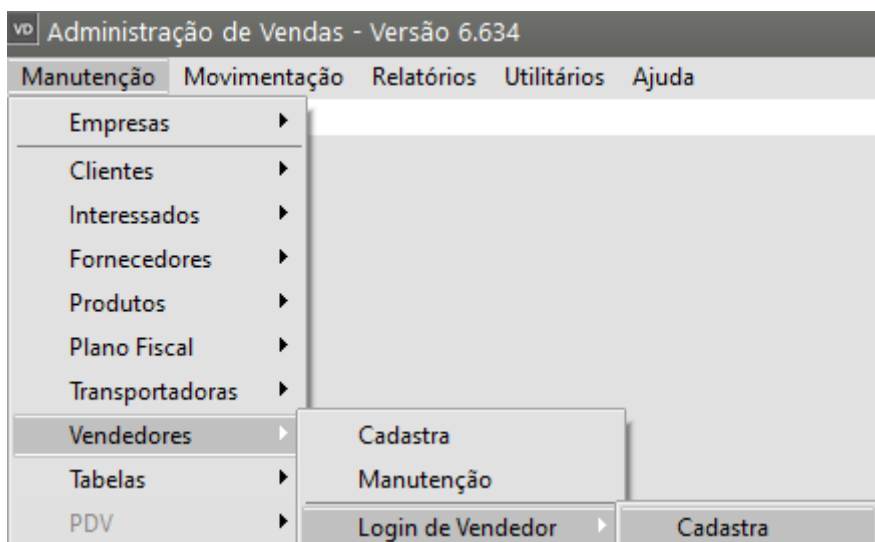 VD Administração de Vendas - Versão 6.634
Manutenção Movimentação Relatórios Utilitários Ajuda
Empresas
Clientes
Interessados
Fornecedores
Produtos
Plano Fiscal
Transportadoras
Vendedores Cadastra
Tabelas Manutenção
PDV Login de Vendedor Cadastra